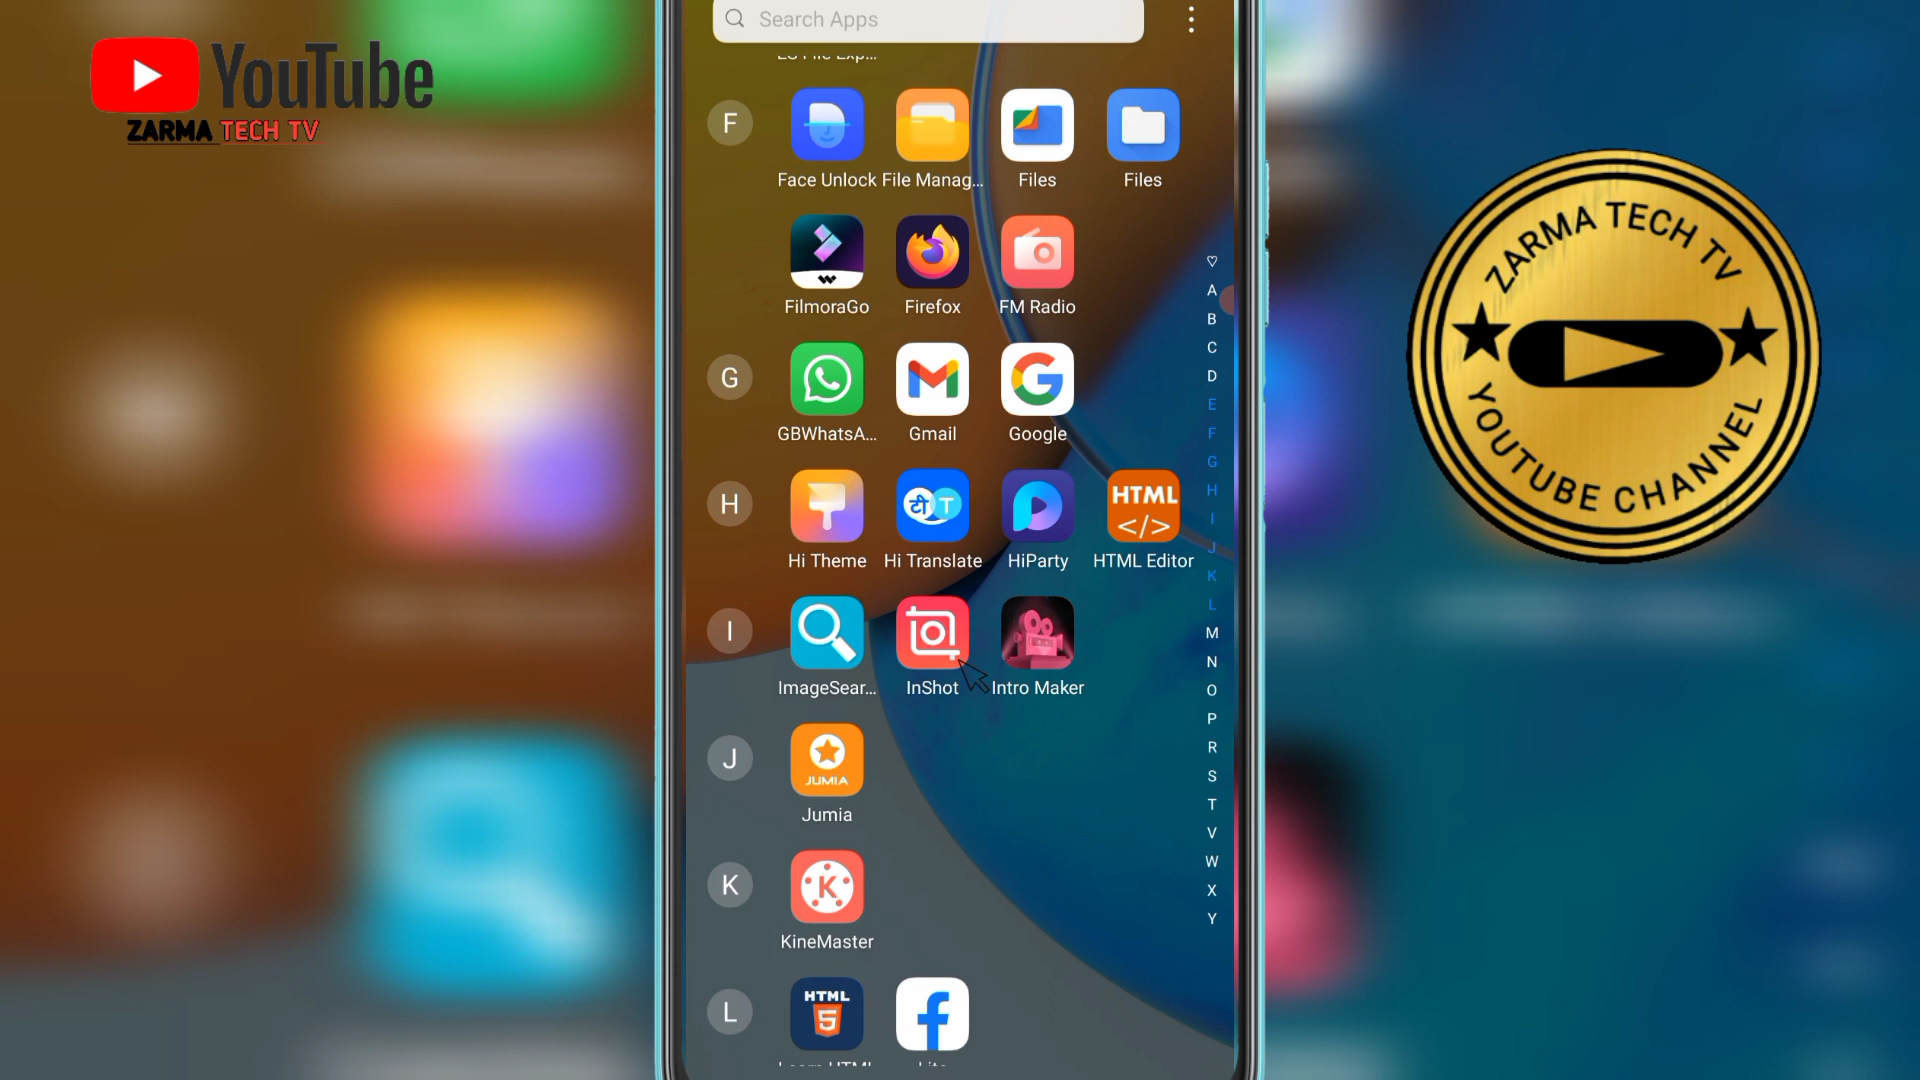 YouTube
ZARMA TECH TV
Search Apps
F
Face Unlock
File Manag...
Files
Files
FilmoraGo
Firefox
FM Radio
G
GBWhatsA...
Gmail
Google
H
HTML
</>
Hi Theme
Hi Translate
HiParty
HTML Editor
टी T
I
ImageSear...
InShot
Intro Maker
J
JUMIA
Jumia
K
K
KineMaster
L
HTML
5
A
B
C
D
E
F
G
H
I
J
K
L
M
N
O
P
R
S
T
V
W
X
Y
ZARMA TECH TV
YOUTUBE CHANNEL